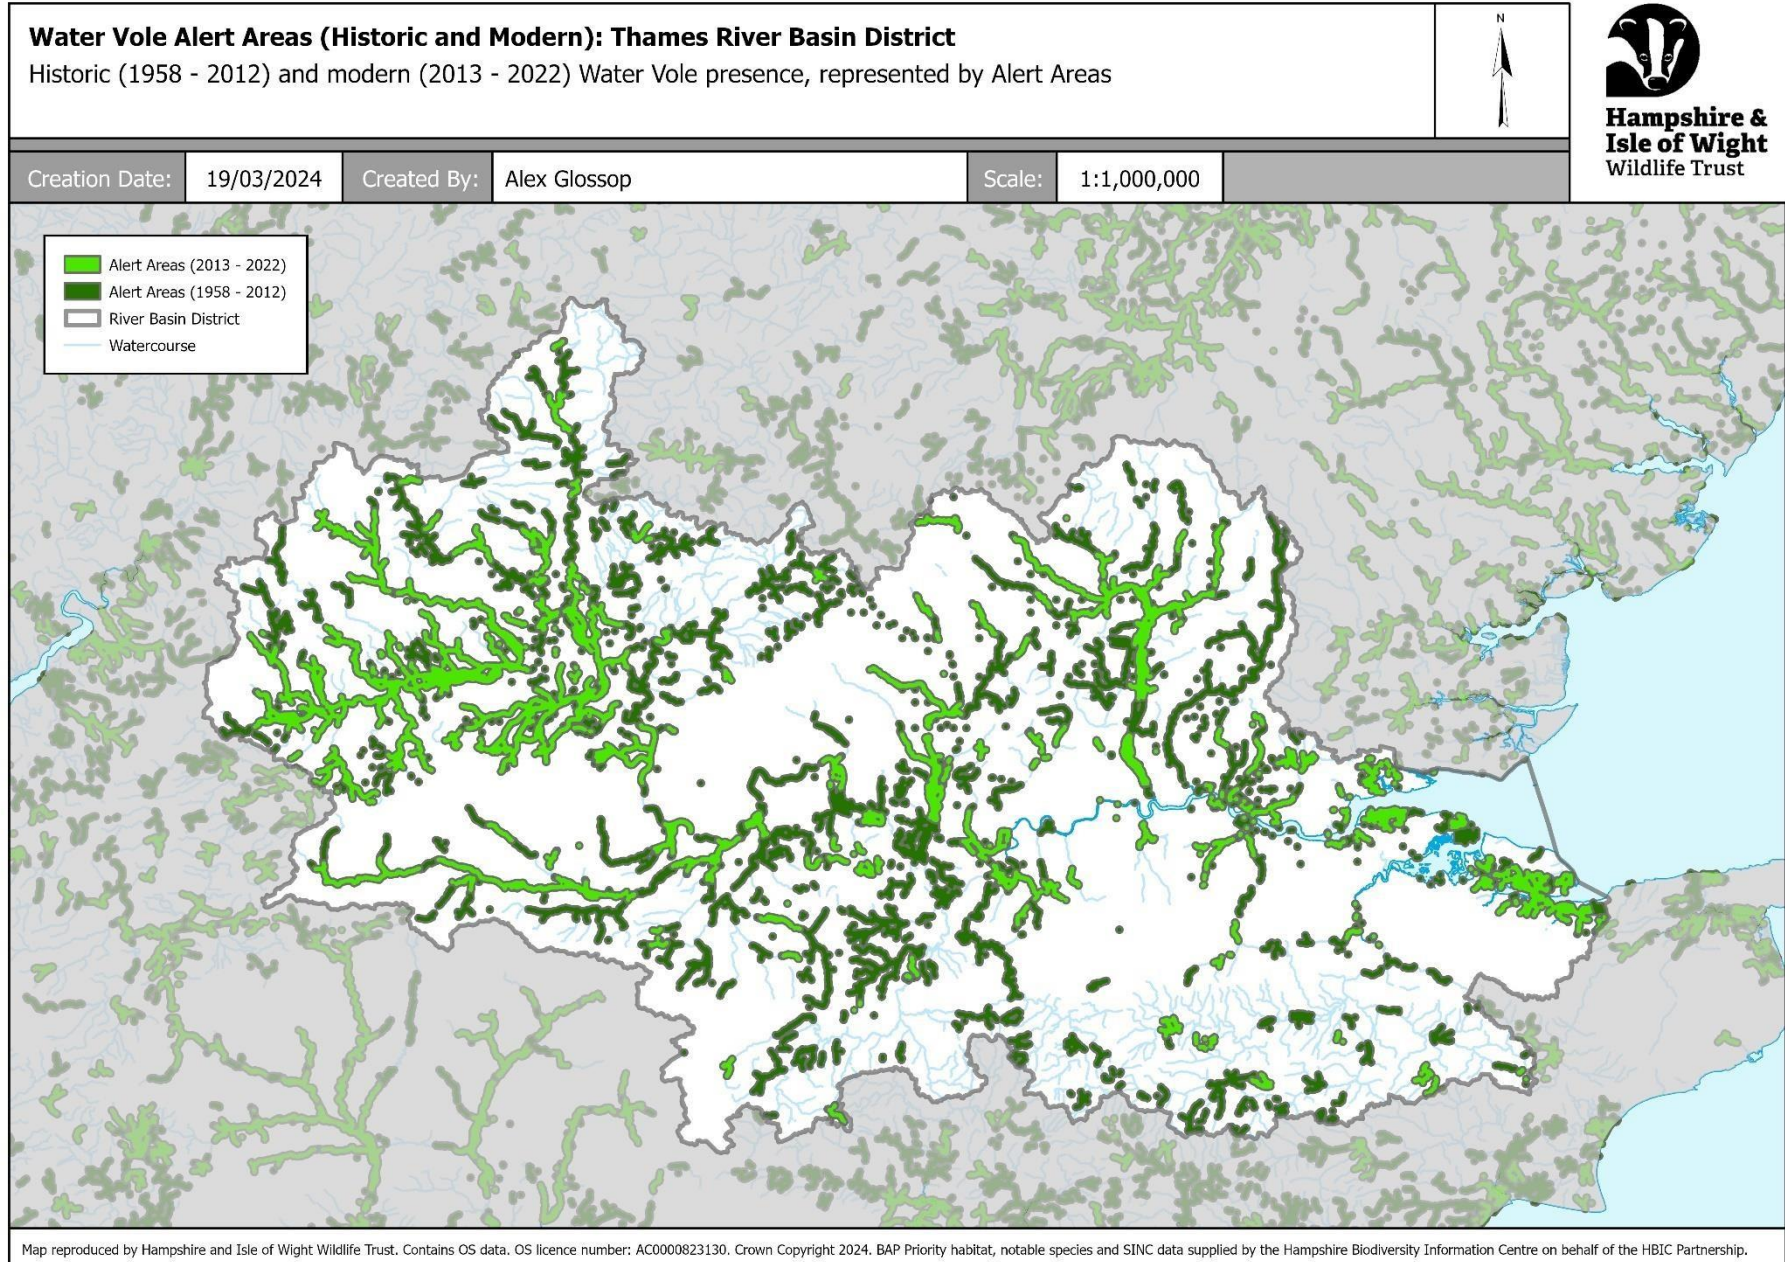 Water Vole Alert Areas (Historic and Modern): Thames River Basin District
Historic (1958 - 2012) and modern (2013 - 2022) Water Vole presence, represented by Alert Areas
N
Hampshire &
Isle of Wight
Wildlife Trust
Creation Date: 19/03/2024 Created By: Alex Glossop Scale: 1:1,000,000
Alert Areas (2013 - 2022)
Alert Areas (1958 - 2012)
River Basin District
Watercourse
Map reproduced by Hampshire and Isle of Wight Wildlife Trust. Contains OS data. OS licence number: AC0000823130. Crown Copyright 2024. BAP Priority habitat, notable species and SINC data supplied by the Hampshire Biodiversity Information Centre on behalf of the HBIC Partnership.